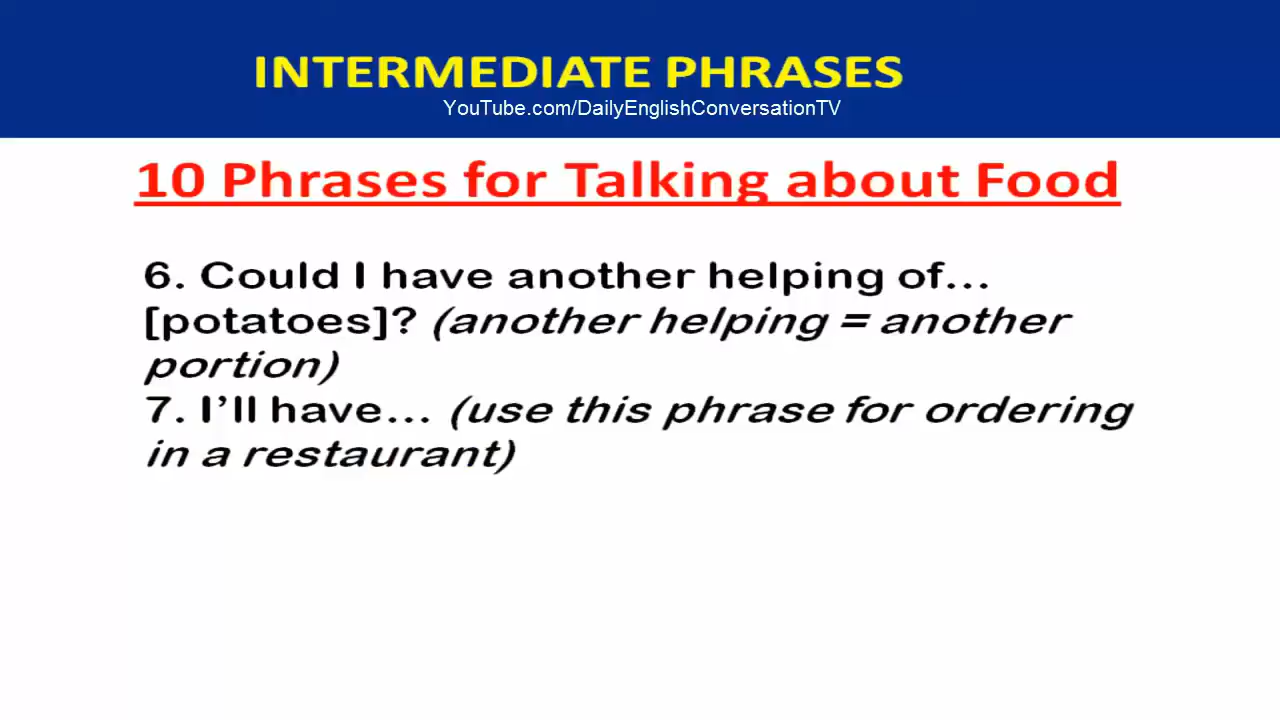 INTERMEDIATE PHRASES
YouTube.com/DailyEnglishConversationTV
10 Phrases for Talking about Food
6. Could I have another helping of…
[potatoes]? (another helping = another
portion)
7. I’ll have… (use this phrase for ordering
in a restaurant)